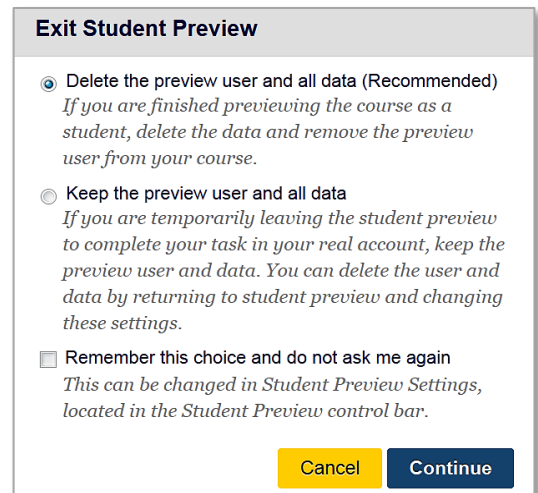 Exit Student Preview
Delete the preview user and all data (Recommended)
If you are finished previewing the course as a
student, delete the data and remove the preview
user from your course.
Keep the preview user and all data
If you are temporarily leaving the student preview
to complete your task in your real account, keep the
preview user and data. You can delete the user and
data by returning to student preview and changing
these settings.
Remember this choice and do not ask me again
This can be changed in Student Preview Settings,
located in the Student Preview control bar.
Cancel Continue